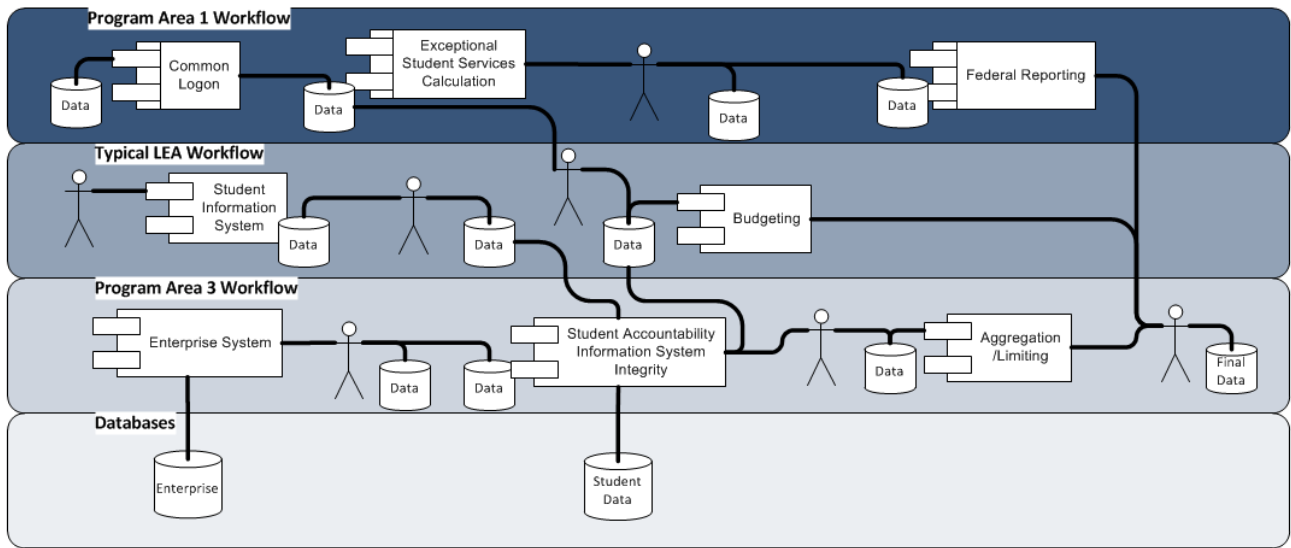 Program Area 1 Workflow
Common
Logon
Data
Data
Exceptional
Student Services
Calculation
Data
Data
Federal Reporting
Typical LEA Workflow
Student
Information
System
Data
Data
Data
Budgeting
Program Area 3 Workflow
Enterprise System
Data
Data
Student Accountability
Information System
Integrity
Data
Aggregation
/Limiting
Final
Data
Databases
Enterprise
Student
Data